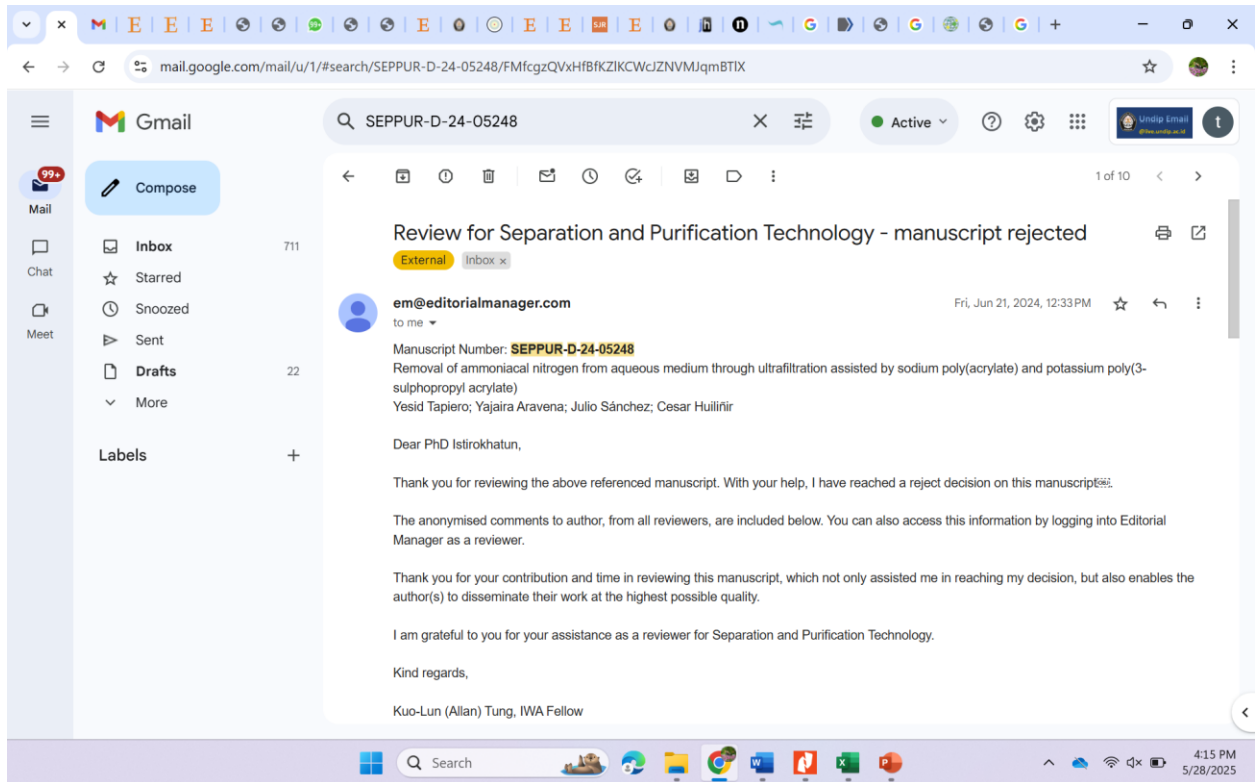 mail.google.com/mail/u/1/#search/SEPPUR-D-24-05248/FMfcgzQVxHfBfKZlKCWcJZNVMJqmBTlX
Gmail
SEPPUR-D-24-05248
Active
Undip Email
@live.undip.ac.id
t
99+
Mail
Chat
Meet
Compose
Inbox 711
Starred
Snoozed
Sent
Drafts 22
More
Labels
1 of 10
Review for Separation and Purification Technology - manuscript rejected
External Inbox x
em@editorialmanager.com
Fri, Jun 21, 2024, 12:33 PM
to me
Manuscript Number: SEPPUR-D-24-05248
Removal of ammoniacal nitrogen from aqueous medium through ultrafiltration assisted by sodium poly(acrylate) and potassium poly(3-
sulphopropyl acrylate)
Yesid Tapiero; Yajaira Aravena; Julio Sánchez; Cesar Huiliñir
Dear PhD Istirokhatun,
Thank you for reviewing the above referenced manuscript. With your help, I have reached a reject decision on this manuscript￼.
The anonymised comments to author, from all reviewers, are included below. You can also access this information by logging into Editorial
Manager as a reviewer.
Thank you for your contribution and time in reviewing this manuscript, which not only assisted me in reaching my decision, but also enables the
author(s) to disseminate their work at the highest possible quality.
I am grateful to you for your assistance as a reviewer for Separation and Purification Technology.
Kind regards,
Kuo-Lun (Allan) Tung, IWA Fellow
Search
4:15 PM
5/28/2025